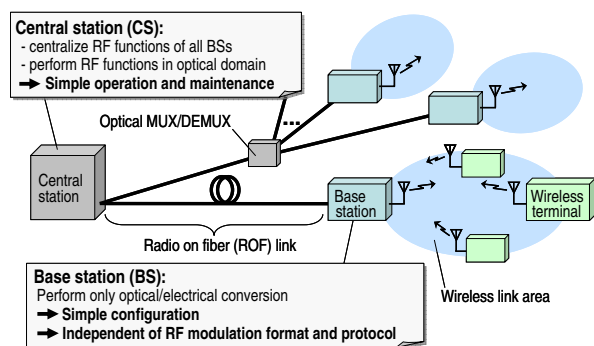 Central station (CS):
- centralize RF functions of all BSs
- perform RF functions in optical domain
➔ Simple operation and maintenance
Optical MUX/DEMUX
...
Central
station
Base
station
Wireless
terminal
Radio on fiber (ROF) link
Base station (BS):
Perform only optical/electrical conversion
➔ Simple configuration
➔ Independent of RF modulation format and protocol
Wireless link area